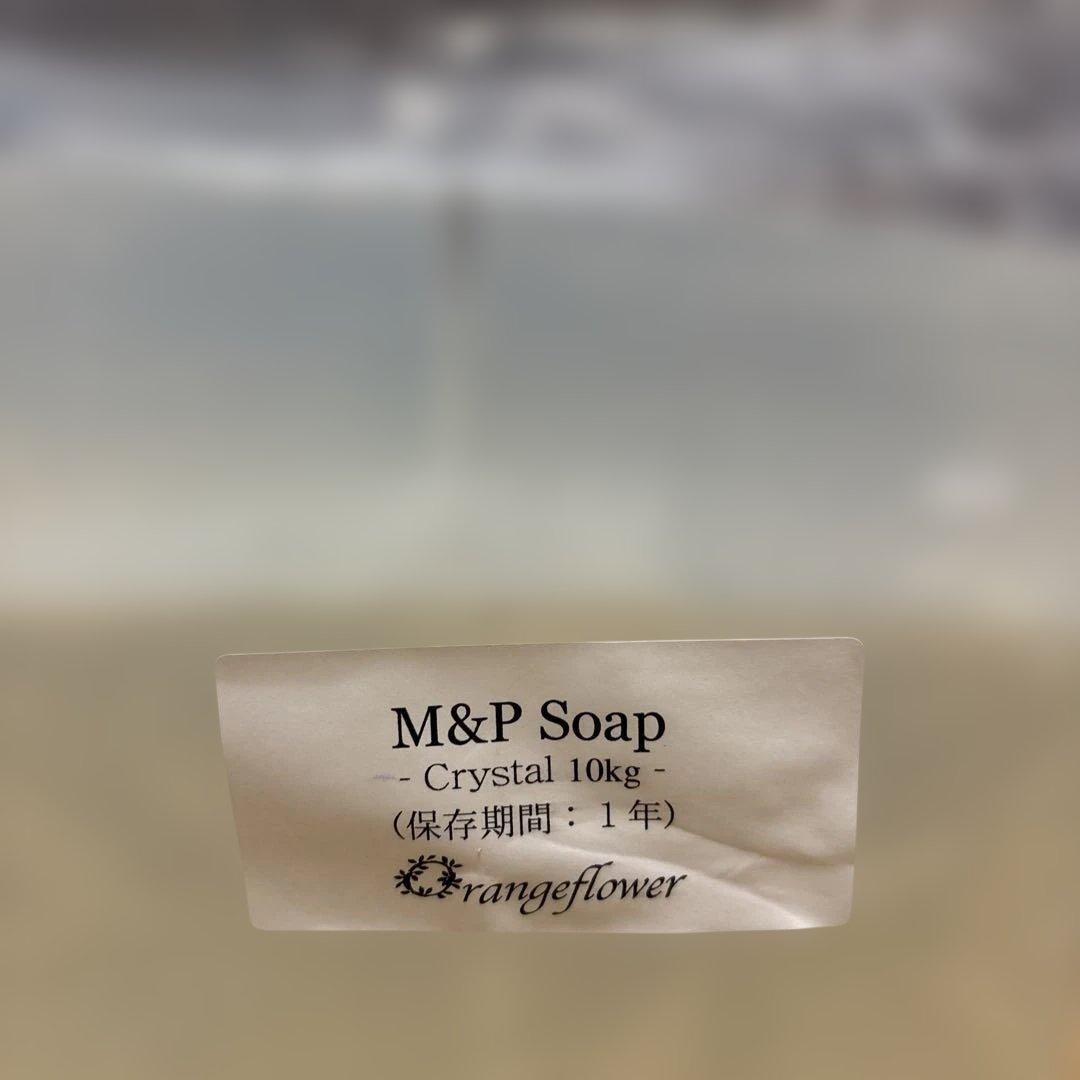 M&P Soap
- Crystal 10kg -
(保存期間：1年)
Orangeflower